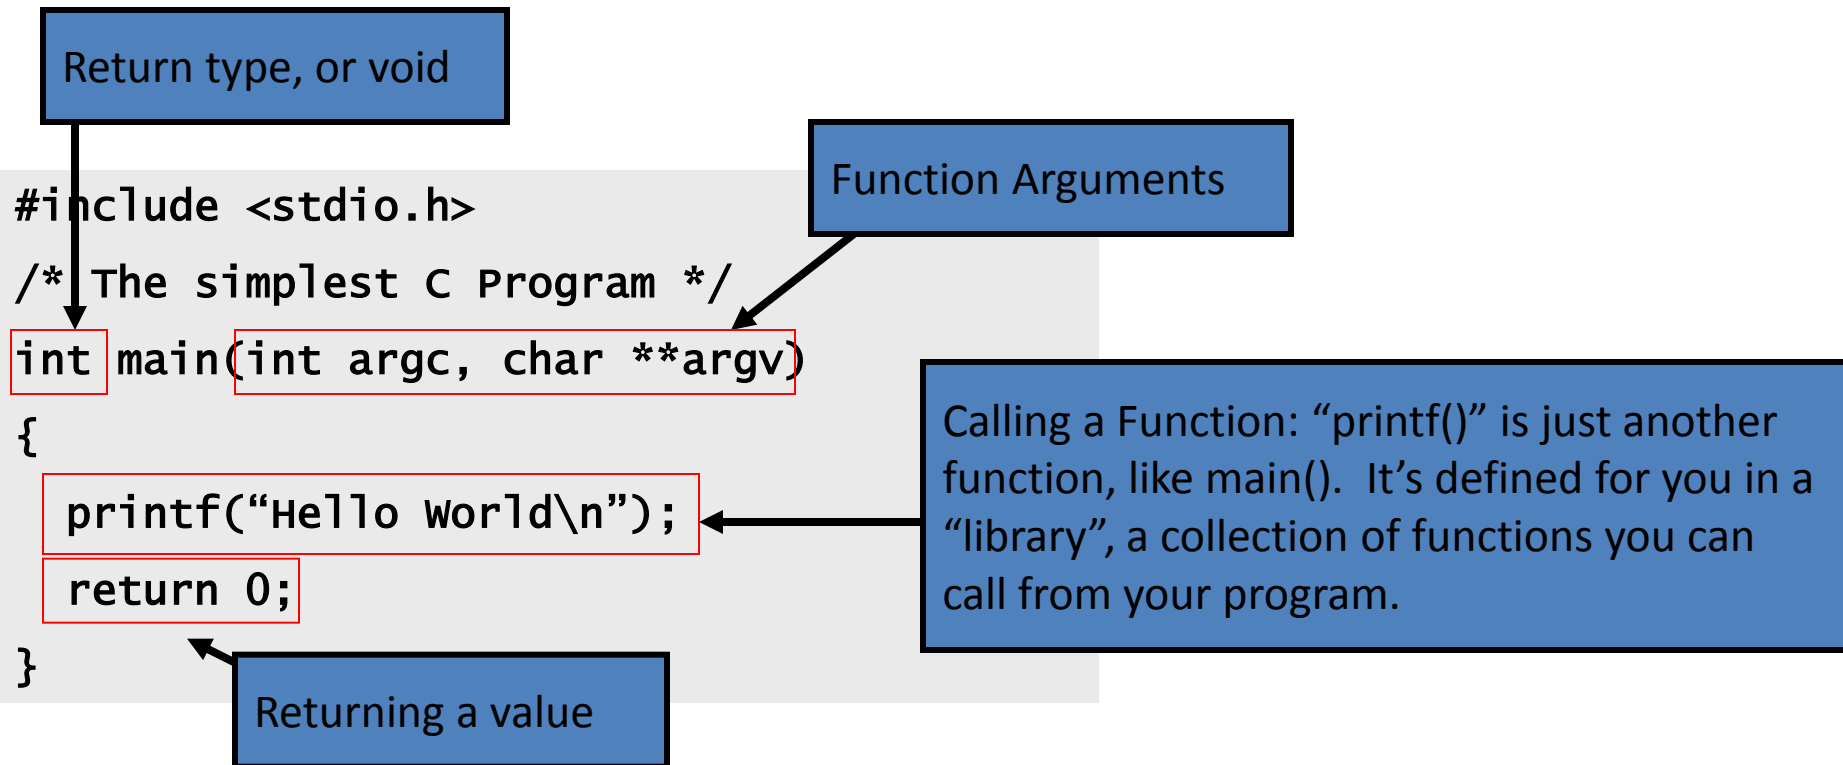 Return type, or void
Function Arguments
#include <stdio.h>
/* The simplest C Program */
int main(int argc, char **argv)
{
printf(“Hello World\n”);
return 0;
}
Calling a Function: “printf()” is just another
function, like main().  It’s defined for you in a
“library”, a collection of functions you can
call from your program.
Returning a value